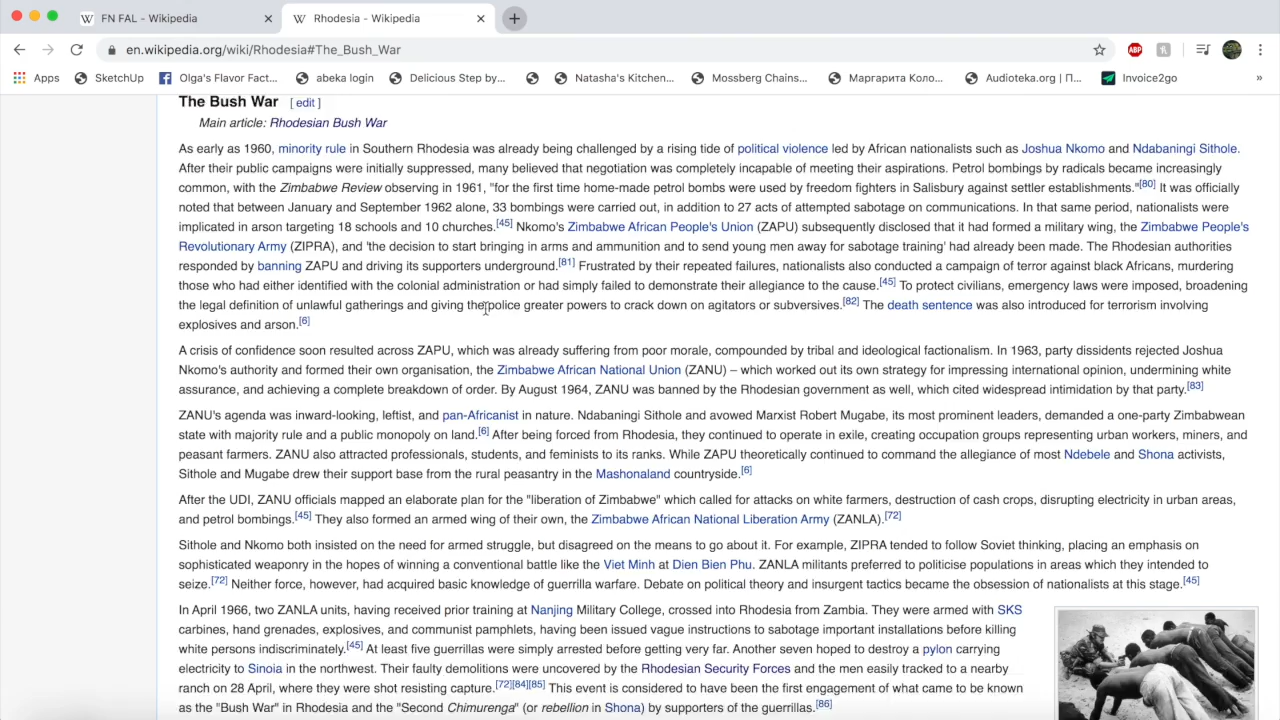 FN FAL - Wikipedia
Rhodesia - Wikipedia
en.wikipedia.org/wiki/Rhodesia#The_Bush_War
ABP
Apps SketchUp Olga's Flavor Fact... abeka login Delicious Step by... Natasha's Kitchen... Mossberg Chains... Маргарита Коло... Audioteka.org | П... Invoice2go »
The Bush War [ edit ]
Main article: Rhodesian Bush War
As early as 1960, minority rule in Southern Rhodesia was already being challenged by a rising tide of political violence led by African nationalists such as Joshua Nkomo and Ndabaningi Sithole.
After their public campaigns were initially suppressed, many believed that negotiation was completely incapable of meeting their aspirations. Petrol bombings by radicals became increasingly
common, with the Zimbabwe Review observing in 1961, "for the first time home-made petrol bombs were used by freedom fighters in Salisbury against settler establishments."[80] It was officially
noted that between January and September 1962 alone, 33 bombings were carried out, in addition to 27 acts of attempted sabotage on communications. In that same period, nationalists were
implicated in arson targeting 18 schools and 10 churches.[45] Nkomo's Zimbabwe African People's Union (ZAPU) subsequently disclosed that it had formed a military wing, the Zimbabwe People's
Revolutionary Army (ZIPRA), and 'the decision to start bringing in arms and ammunition and to send young men away for sabotage training' had already been made. The Rhodesian authorities
responded by banning ZAPU and driving its supporters underground.[81] Frustrated by their repeated failures, nationalists also conducted a campaign of terror against black Africans, murdering
those who had either identified with the colonial administration or had simply failed to demonstrate their allegiance to the cause.[45] To protect civilians, emergency laws were imposed, broadening
the legal definition of unlawful gatherings and giving the police greater powers to crack down on agitators or subversives.[82] The death sentence was also introduced for terrorism involving
explosives and arson.[6]
A crisis of confidence soon resulted across ZAPU, which was already suffering from poor morale, compounded by tribal and ideological factionalism. In 1963, party dissidents rejected Joshua
Nkomo's authority and formed their own organisation, the Zimbabwe African National Union (ZANU) – which worked out its own strategy for impressing international opinion, undermining white
assurance, and achieving a complete breakdown of order. By August 1964, ZANU was banned by the Rhodesian government as well, which cited widespread intimidation by that party.[83]
ZANU's agenda was inward-looking, leftist, and pan-Africanist in nature. Ndabaningi Sithole and avowed Marxist Robert Mugabe, its most prominent leaders, demanded a one-party Zimbabwean
state with majority rule and a public monopoly on land.[6] After being forced from Rhodesia, they continued to operate in exile, creating occupation groups representing urban workers, miners, and
peasant farmers. ZANU also attracted professionals, students, and feminists to its ranks. While ZAPU theoretically continued to command the allegiance of most Ndebele and Shona activists,
Sithole and Mugabe drew their support base from the rural peasantry in the Mashonaland countryside.[6]
After the UDI, ZANU officials mapped an elaborate plan for the "liberation of Zimbabwe" which called for attacks on white farmers, destruction of cash crops, disrupting electricity in urban areas,
and petrol bombings.[45] They also formed an armed wing of their own, the Zimbabwe African National Liberation Army (ZANLA).[72]
Sithole and Nkomo both insisted on the need for armed struggle, but disagreed on the means to go about it. For example, ZIPRA tended to follow Soviet thinking, placing an emphasis on
sophisticated weaponry in the hopes of winning a conventional battle like the Viet Minh at Dien Bien Phu. ZANLA militants preferred to politicise populations in areas which they intended to
seize.[72] Neither force, however, had acquired basic knowledge of guerrilla warfare. Debate on political theory and insurgent tactics became the obsession of nationalists at this stage.[45]
In April 1966, two ZANLA units, having received prior training at Nanjing Military College, crossed into Rhodesia from Zambia. They were armed with SKS
carbines, hand grenades, explosives, and communist pamphlets, having been issued vague instructions to sabotage important installations before killing
white persons indiscriminately.[45] At least five guerrillas were simply arrested before getting very far. Another seven hoped to destroy a pylon carrying
electricity to Sinoia in the northwest. Their faulty demolitions were uncovered by the Rhodesian Security Forces and the men easily tracked to a nearby
ranch on 28 April, where they were shot resisting capture.[72][84][85] This event is considered to have been the first engagement of what came to be known
as the "Bush War" in Rhodesia and the "Second Chimurenga" (or rebellion in Shona) by supporters of the guerrillas.[86]